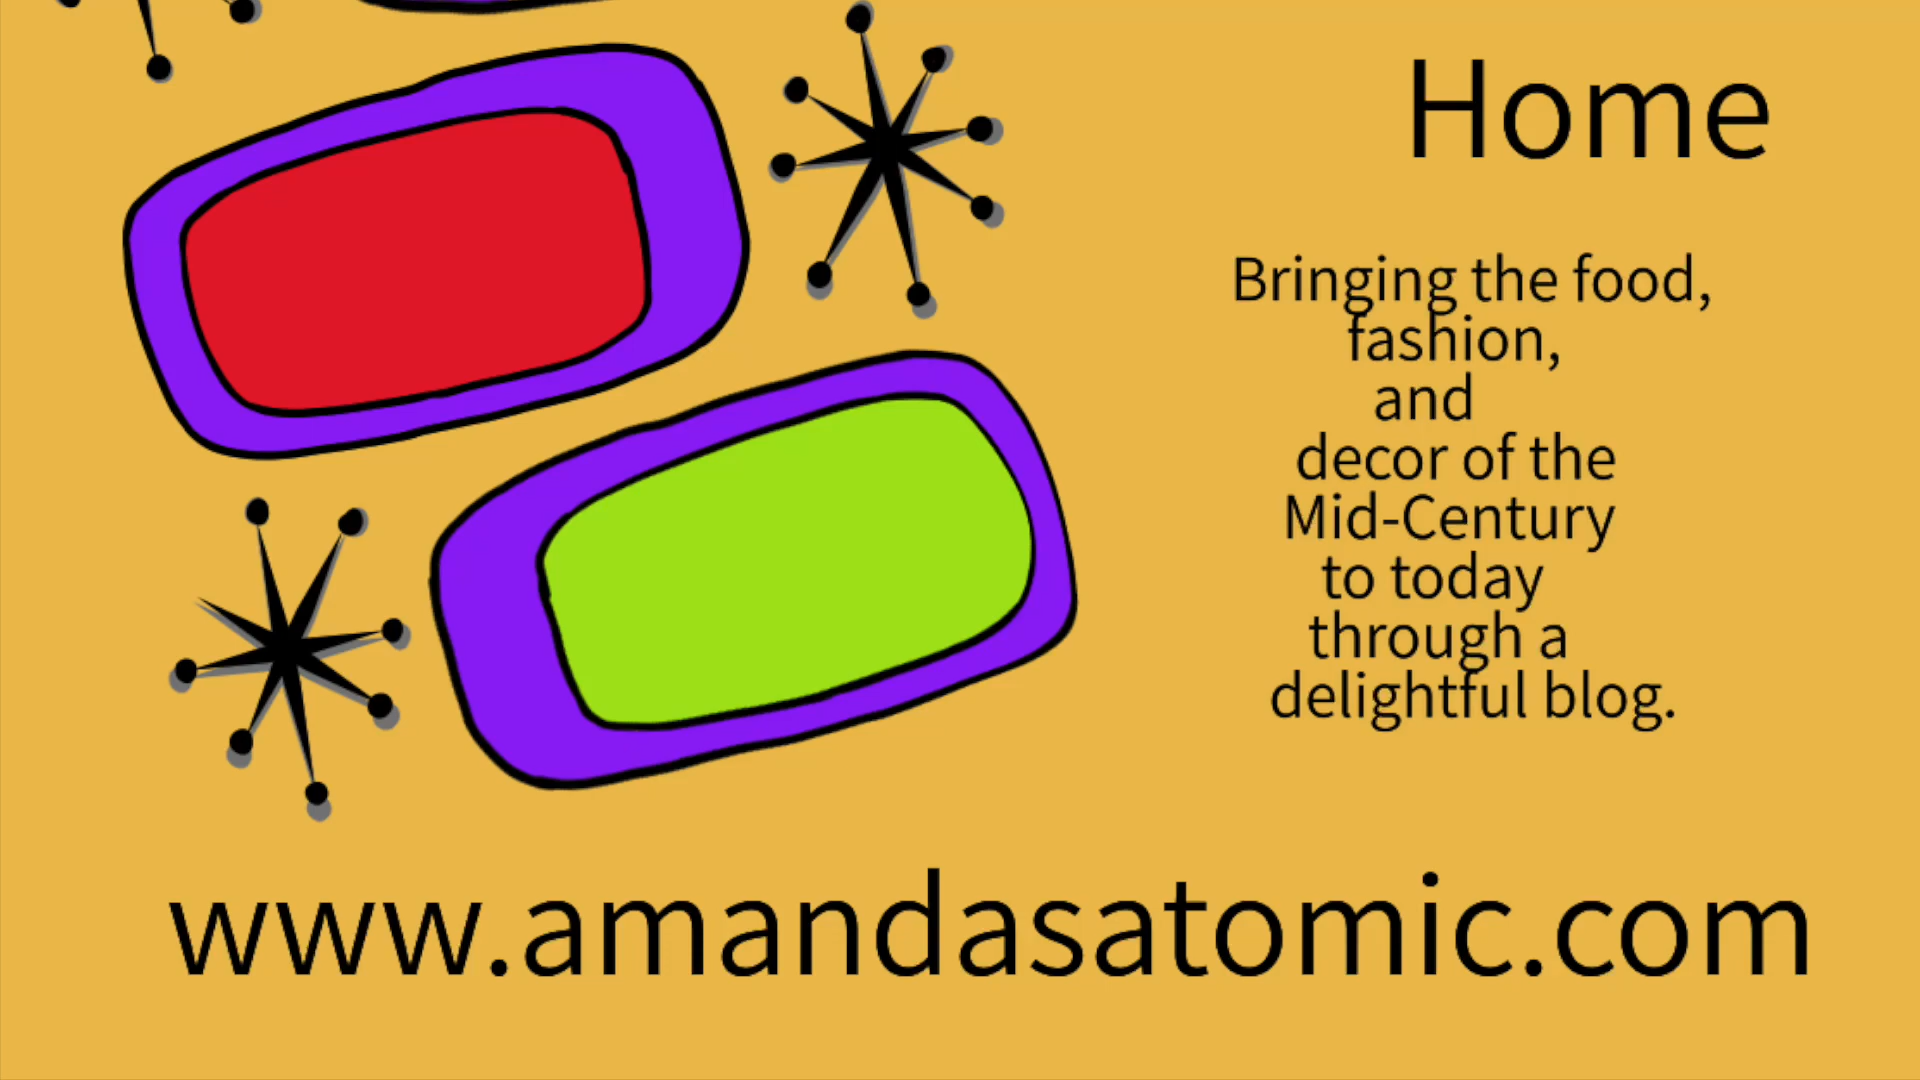 Home
Bringing the food,
fashion,
and
decor of the
Mid-Century
to today
through a
delightful blog.
www.amandasatomic.com